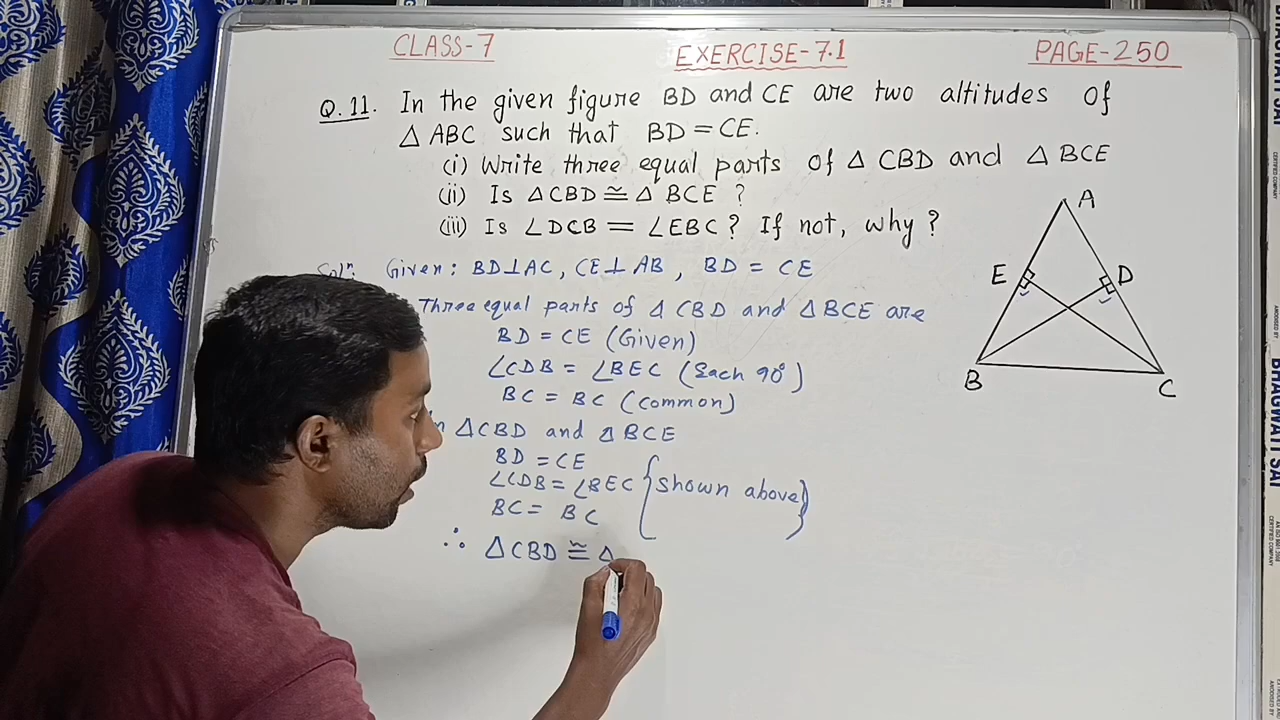 CLASS-7 EXERCISE-7.1 PAGE-250
Q.11. In the given figure BD and CE are two altitudes of
△ ABC such that BD = CE.
(i) Write three equal parts of △ CBD and △ BCE
(ii) Is △CBD ≅ △ BCE ?
(iii) Is ∠DCB = ∠EBC? If not, why ?
Solⁿ: Given: BD⊥AC, CE⊥AB, BD = CE
Three equal parts of △ CBD and △BCE are
BD = CE (Given)
∠CDB = ∠BEC (Each 90°)
BC = BC (common)
△CBD and △BCE
BD = CE
∠CDB = ∠BEC {shown above}
BC = BC
∴ △CBD ≅ △
A
E
D
B
C
BHAGWATI SAT